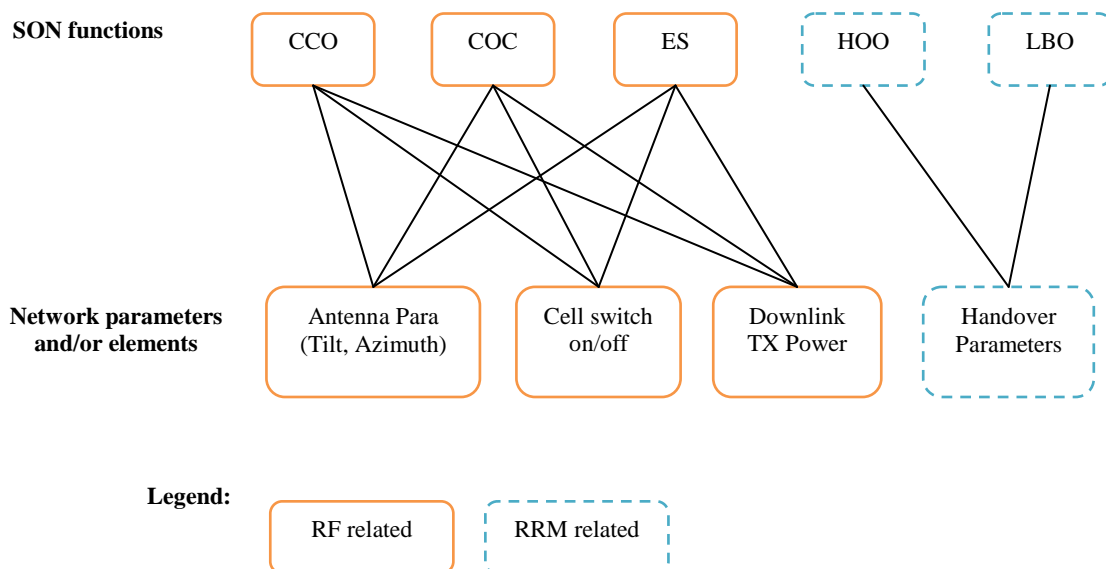 SON functions
CCO
COC
ES
HOO
LBO
Network parameters
and/or elements
Antenna Para
(Tilt, Azimuth)
Cell switch
on/off
Downlink
TX Power
Handover
Parameters
Legend:
RF related
RRM related